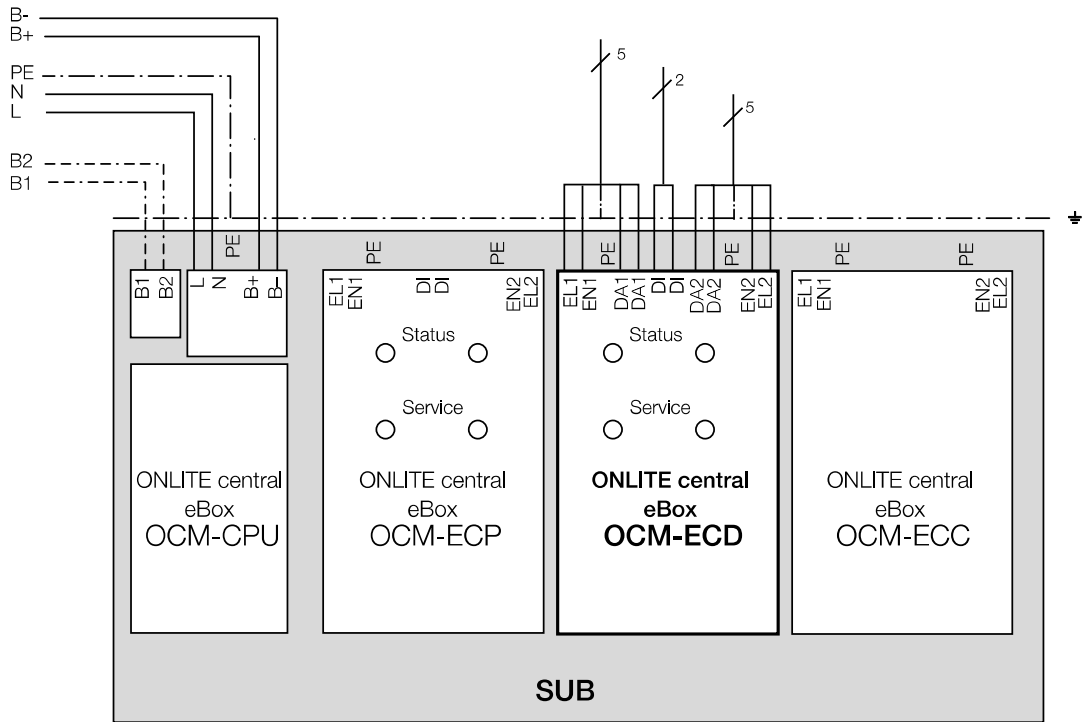 B-
B+
PE
N
L
B2
B1
5
2
5
B1
B2
L
N
PE
B+
B-
PE
PE
EL1
EN1
DI
DI
EN2
EL2
PE
PE
EL1
EN1
DA1
DA1
DI
DI
DA2
DA2
EN2
EL2
PE
PE
EL1
EN1
EN2
EL2
Status
Status
Service
Service
ONLITE central
eBox
OCM-CPU
ONLITE central
eBox
OCM-ECP
ONLITE central
eBox
OCM-ECD
ONLITE central
eBox
OCM-ECC
SUB